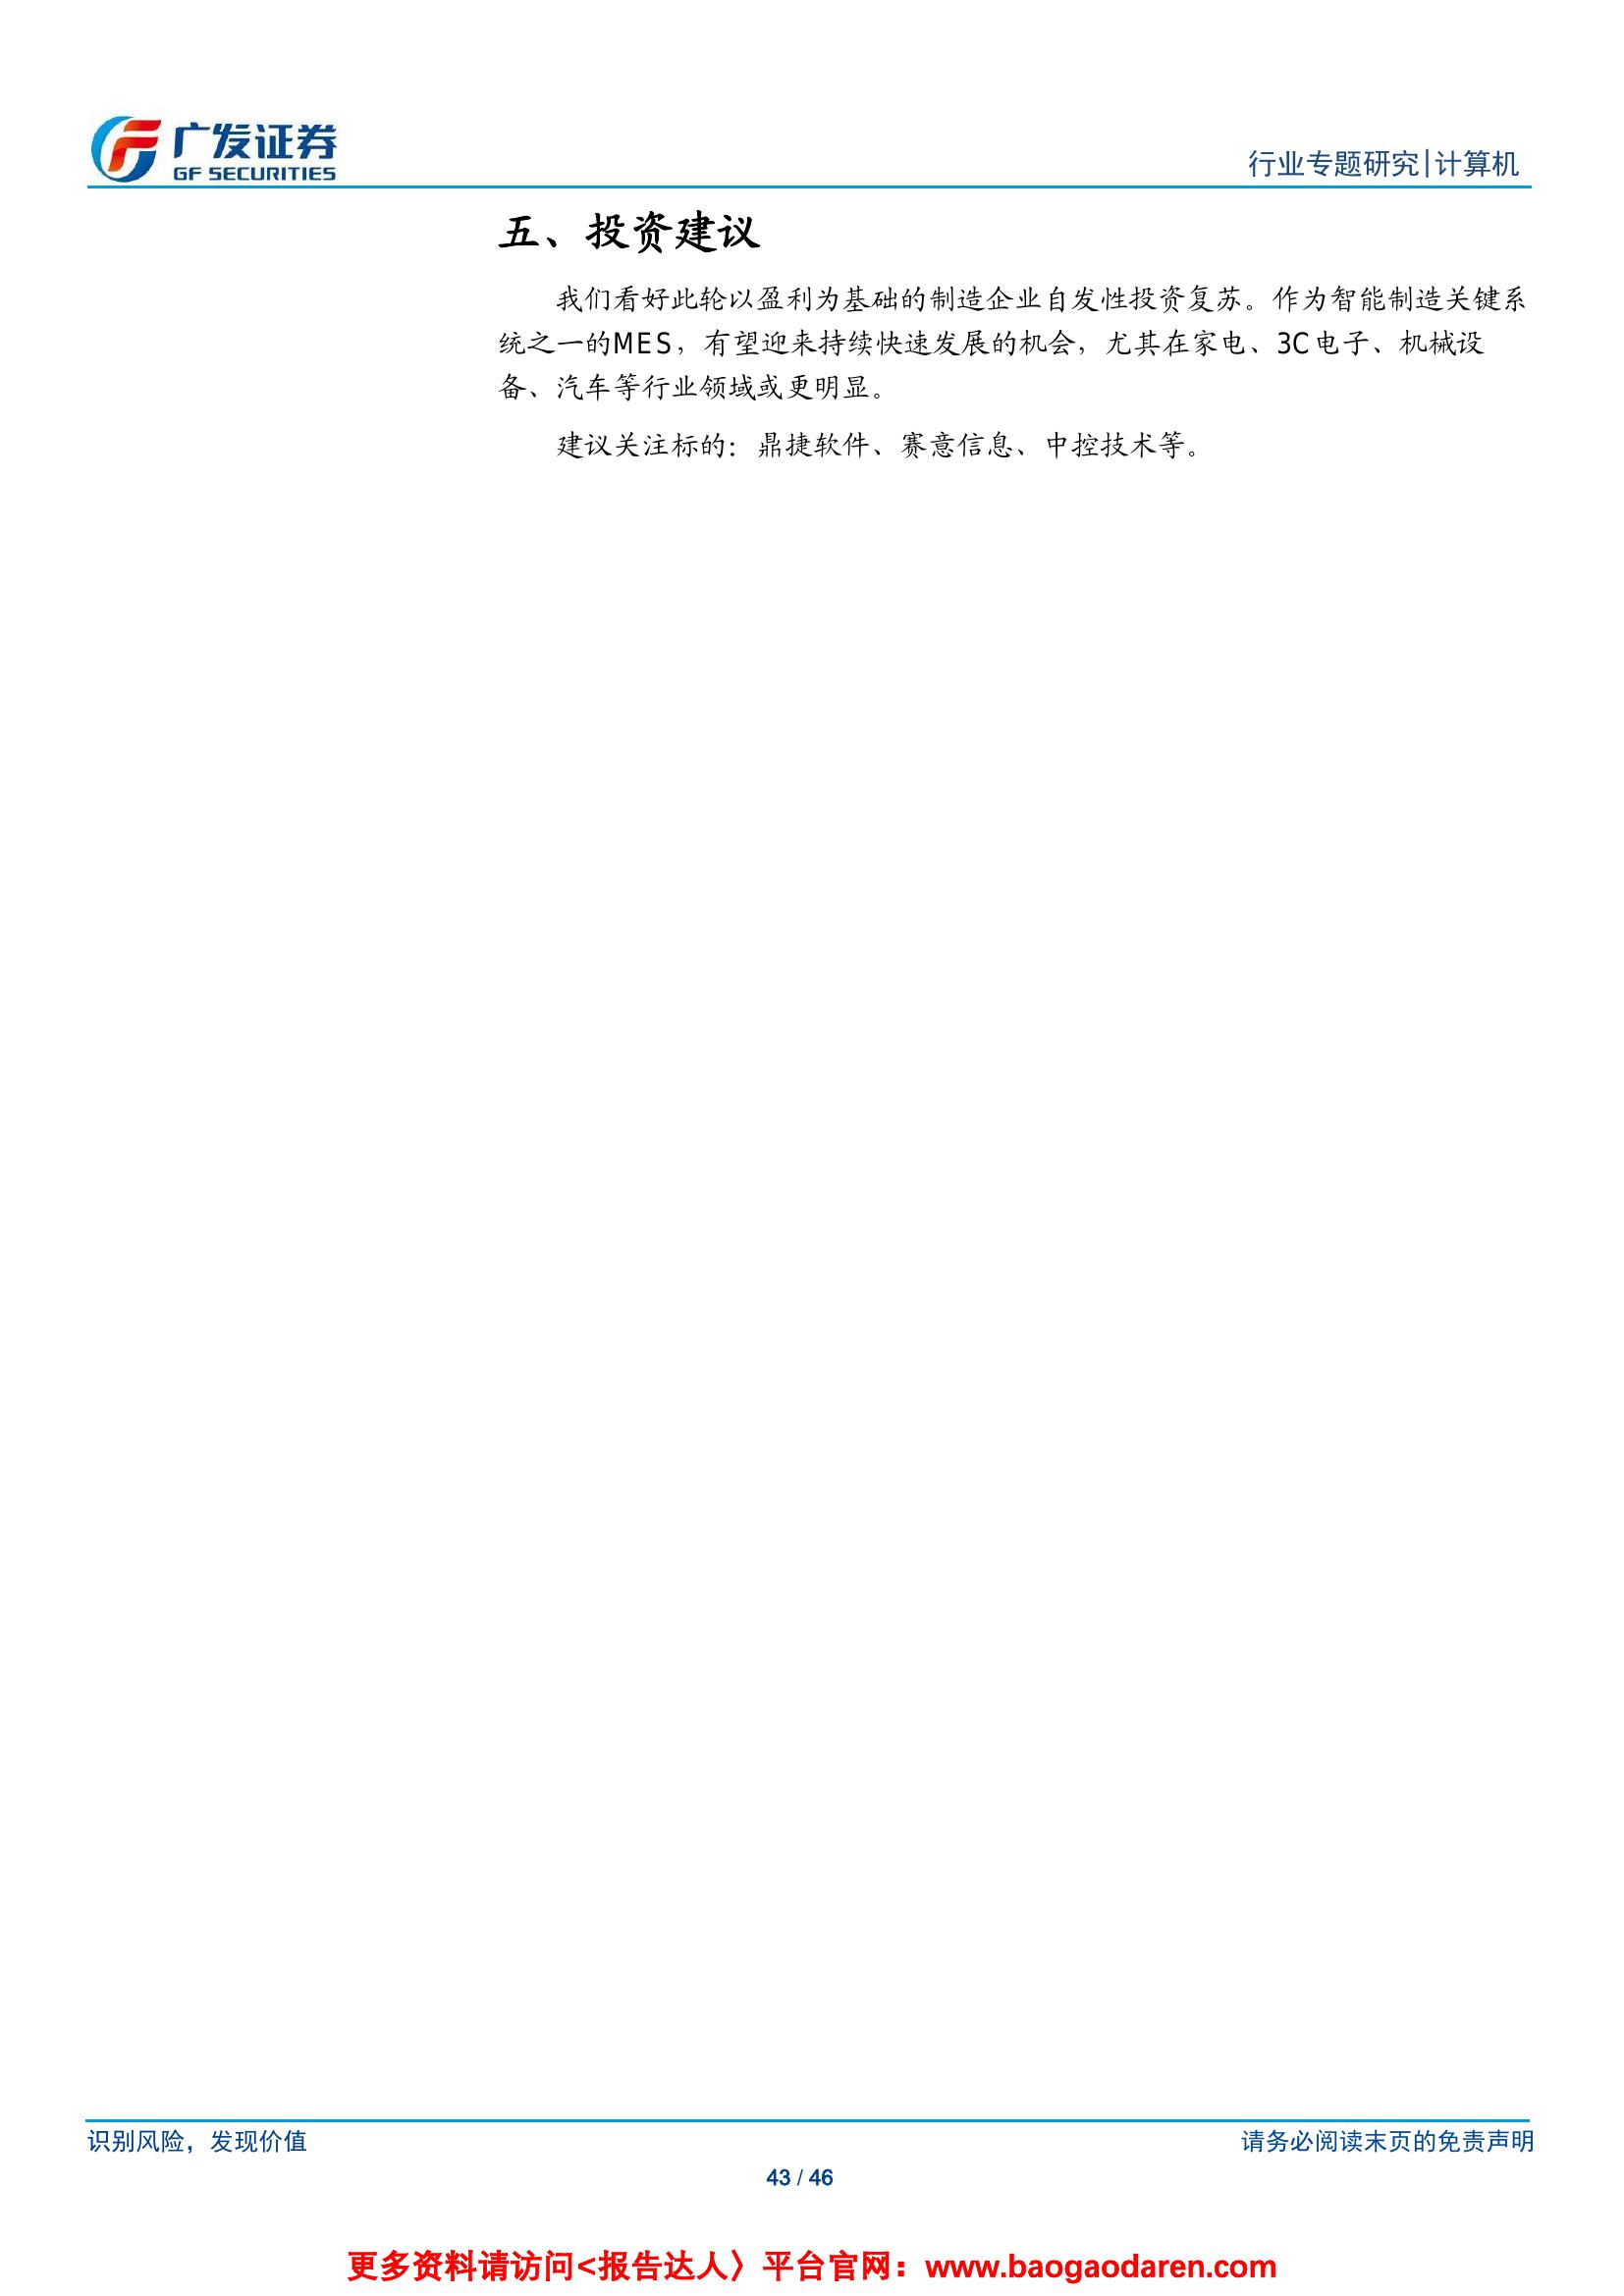 广发证券
GF SECURITIES
行业专题研究|计算机
五、投资建议
我们看好此轮以盈利为基础的制造企业自发性投资复苏。作为智能制造关键系
统之一的MES，有望迎来持续快速发展的机会，尤其在家电、3C电子、机械设
备、汽车等行业领域或更明显。
建议关注标的：鼎捷软件、赛意信息、中控技术等。
识别风险，发现价值
请务必阅读末页的免责声明
43 / 46
更多资料请访问<报告达人〉平台官网：www.baogaodaren.com